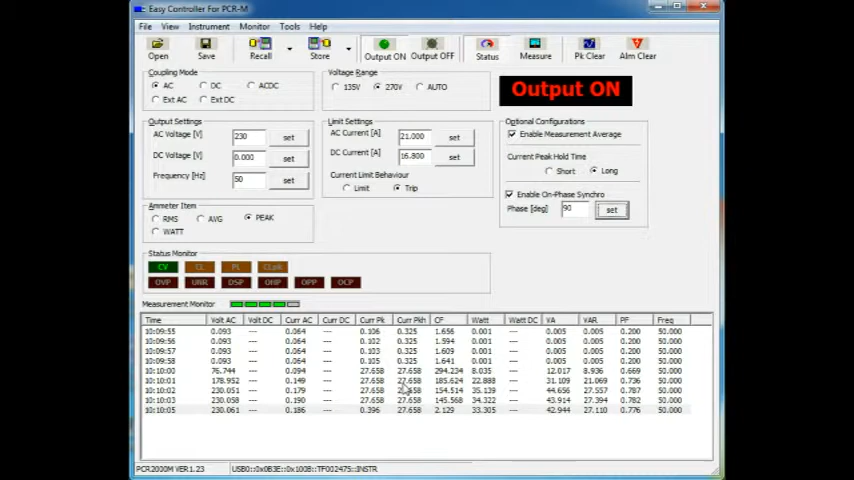 Easy Controller For PCR-M
File View Instrument Monitor Tools Help
Open Save Recall Store Output ON Output OFF Status Measure Pk Clear Alm Clear
Coupling Mode
AC DC ACDC
Ext AC Ext DC
Voltage Range
135V 270V AUTO
Output ON
Output Settings
AC Voltage [V] 230 set
DC Voltage [V] 0.000 set
Frequency [Hz] 50 set
Limit Settings
AC Current [A] 21.000 set
DC Current [A] 16.800 set
Current Limit Behaviour
Limit Trip
Optional Configurations
Enable Measurement Average
Current Peak Hold Time
Short Long
Enable On-Phase Synchro
Phase [deg] 90 set
Ammeter Item
RMS AVG PEAK
WATT
Status Monitor
CV CL PL CLpk
OVP UNR DSP OHP OPP OCP
Measurement Monitor
Time Volt AC Volt DC Curr AC Curr DC Curr Pk Curr Pkh CF Watt Watt DC VA VAR PF Freq
10:09:55 0.093 --- 0.064 --- 0.106 0.325 1.656 0.001 --- 0.005 0.005 0.200 50.000
10:09:56 0.093 --- 0.064 --- 0.102 0.325 1.594 0.001 --- 0.005 0.005 0.200 50.000
10:09:57 0.093 --- 0.064 --- 0.103 0.325 1.609 0.001 --- 0.005 0.005 0.200 50.000
10:09:58 0.093 --- 0.064 --- 0.105 0.325 1.641 0.001 --- 0.005 0.005 0.200 50.000
10:10:00 76.744 --- 0.094 --- 27.658 27.658 294.234 8.035 --- 12.017 8.936 0.669 50.000
10:10:01 178.952 --- 0.149 --- 27.658 27.658 185.624 22.888 --- 31.109 21.069 0.736 50.000
10:10:02 230.051 --- 0.179 --- 27.658 27.658 154.514 35.139 --- 44.656 27.557 0.787 50.000
10:10:03 230.058 --- 0.190 --- 27.658 27.658 145.568 34.322 --- 43.914 27.394 0.782 50.000
10:10:05 230.061 --- 0.186 --- 0.396 27.658 2.129 33.305 --- 42.944 27.110 0.776 50.000
PCR2000M VER1.23 USB0::0x0B3E::0x100B::TF002475::INSTR